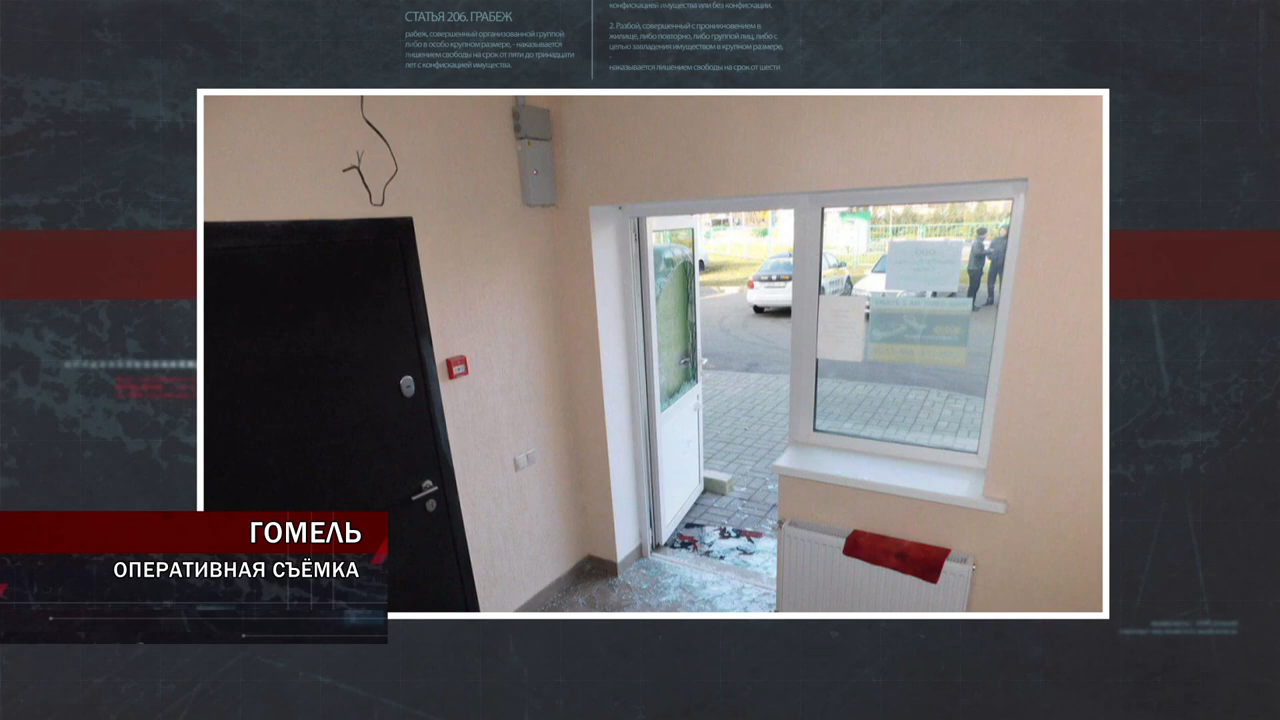 СТАТЬЯ 206. ГРАБЕЖ
рабеж, совершенный организованной группой
либо в особо крупном размере, - наказывается
лишением свободы на срок от пяти до тринадцати
лет с конфискацией имущества.
конфискацией имущества или без конфискации.
2. Разбой, совершенный с проникновением в
жилище, либо повторно, либо группой лиц, либо с
целью завладения имуществом в крупном размере,
наказывается лишением свободы на срок от шести
ООО
ГОМЕЛЬ
ОПЕРАТИВНАЯ СЪЁМКА